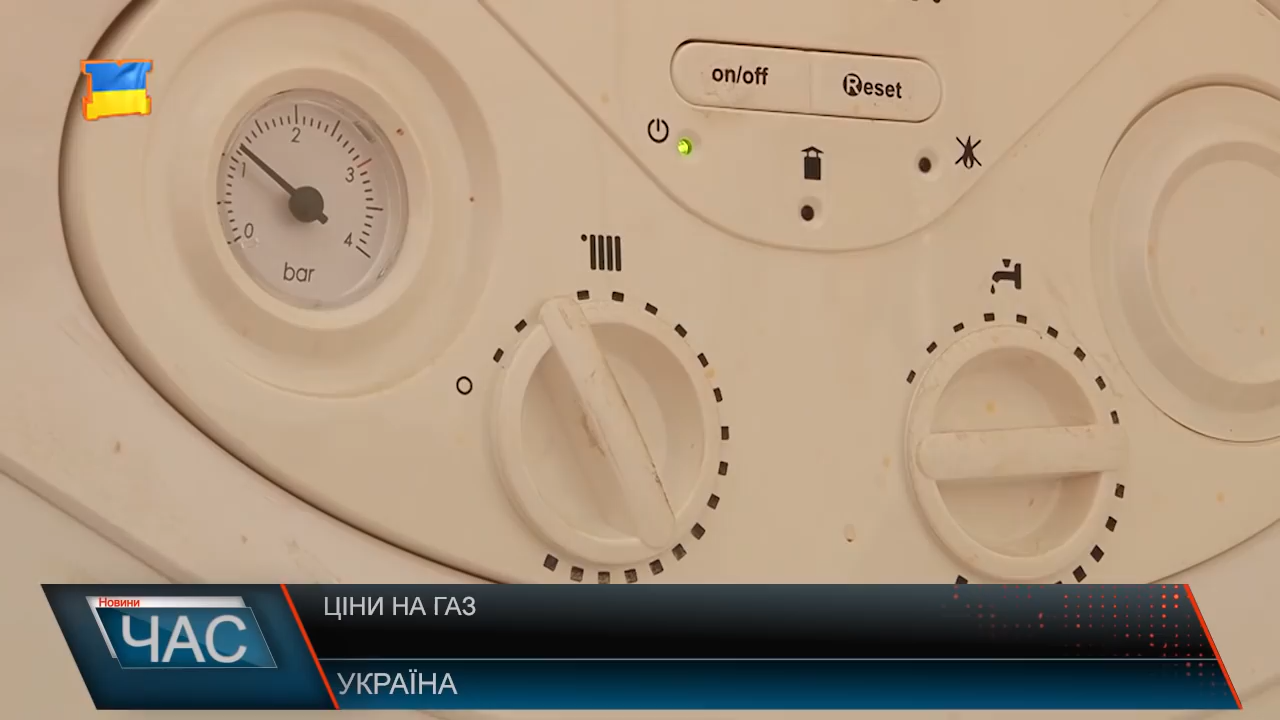 on/off
Reset
2
1
3
0
4
bar
Новини
ЧАС
ЦІНИ НА ГАЗ
УКРАЇНА